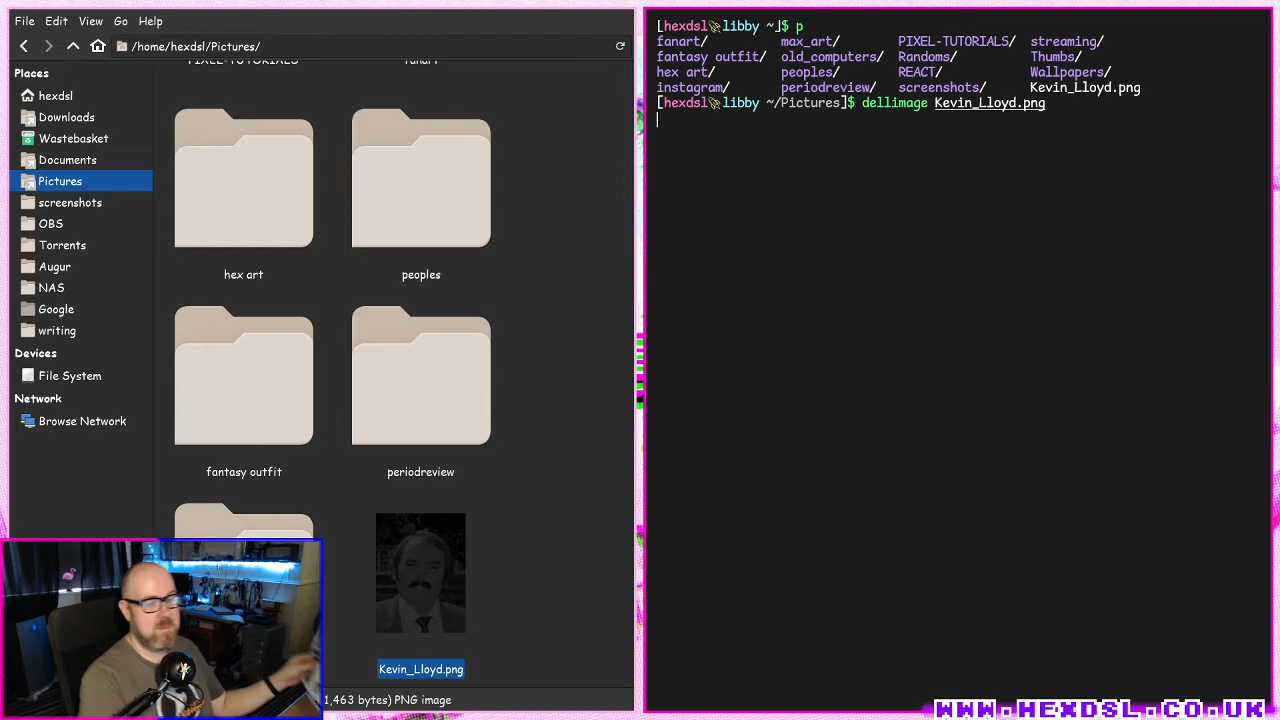 File Edit View Go Help
/home/hexdsl/Pictures/
Places
hexdsl
Downloads
Wastebasket
Documents
Pictures
screenshots
OBS
Torrents
Augur
NAS
Google
writing
Devices
File System
Network
Browse Network
PIXEL-TUTORIALS fanart
hex art peoples
fantasy outfit periodreview
Kevin_Lloyd.png
1,463 bytes) PNG image
[hexdsl libby ~]$ p
fanart/ max_art/ PIXEL-TUTORIALS/ streaming/
fantasy outfit/ old_computers/ Randoms/ Thumbs/
hex art/ peoples/ REACT/ Wallpapers/
instagram/ periodreview/ screenshots/ Kevin_Lloyd.png
[hexdsl libby ~/Pictures]$ dellimage Kevin_Lloyd.png
WWW.HEXDSL.CO.UK